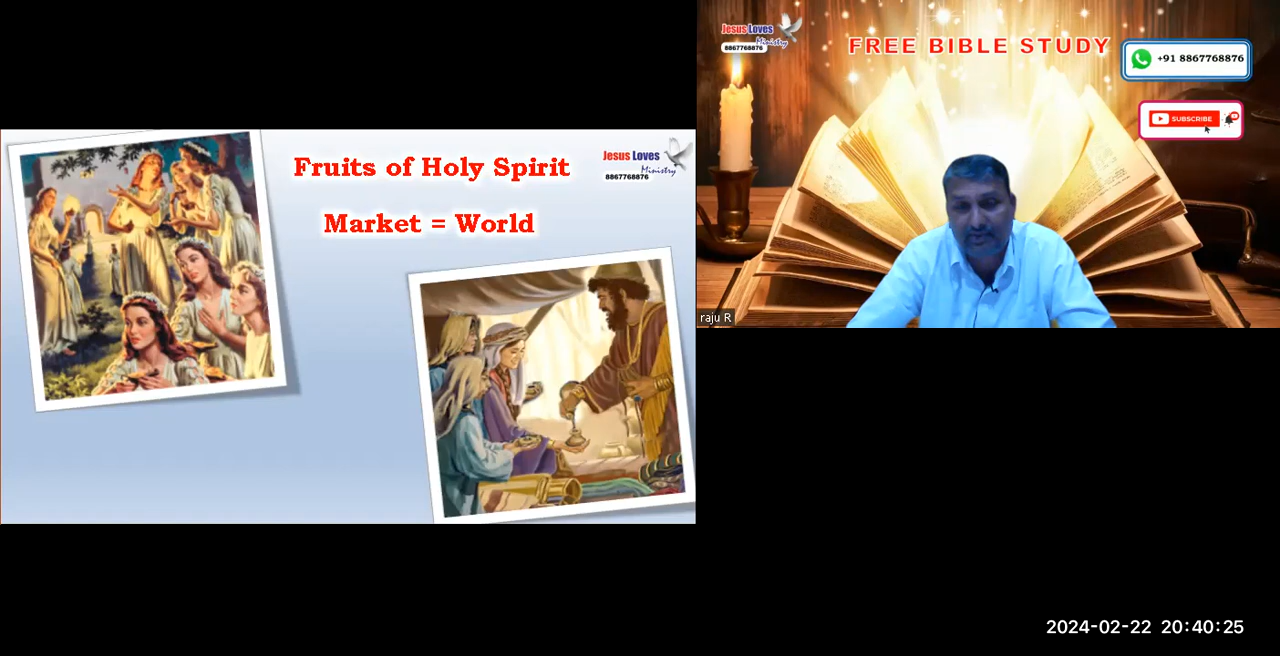 Fruits of Holy Spirit
Market = World
Jesus Loves
Ministry
8867768876
Jesus Loves
Ministry
8867768876
FREE BIBLE STUDY
+91 8867768876
SUBSCRIBE
raju R
2024-02-22 20:40:25